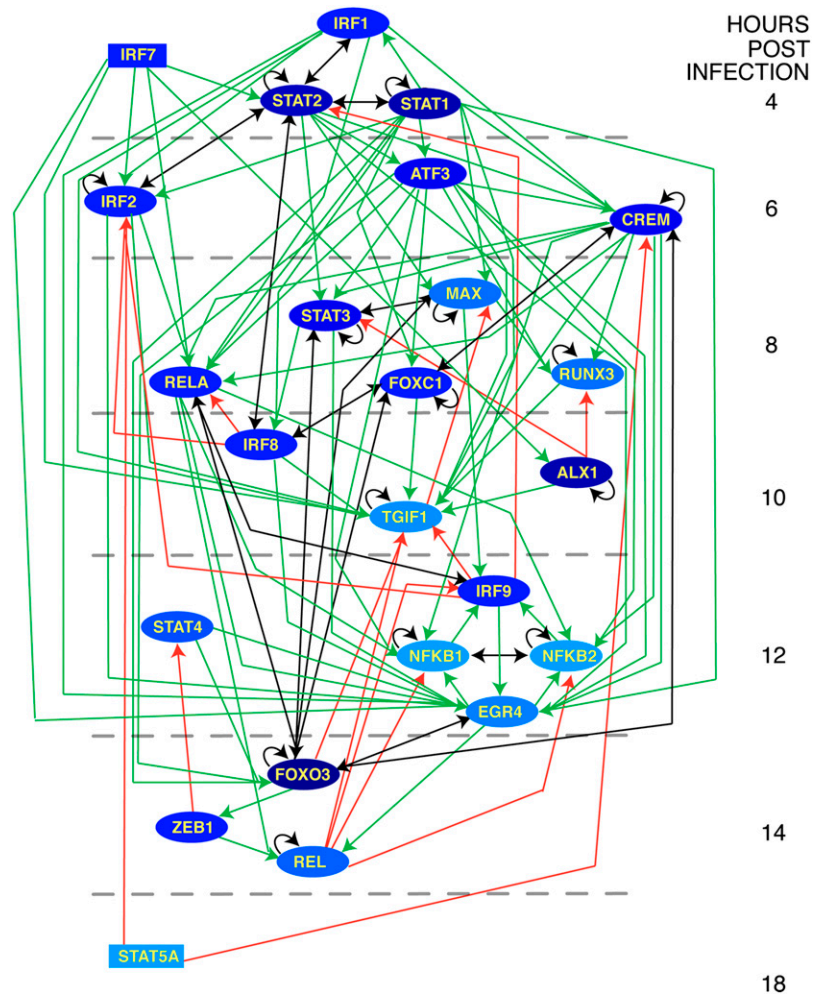 IRF1
HOURS
POST
INFECTION
IRF7
STAT2
STAT1
4
ATF3
IRF2
6
CREM
MAX
STAT3
8
RELA
FOXC1
RUNX3
IRF8
ALX1
10
TGIF1
IRF9
STAT4
NFKB1
NFKB2
12
EGR4
FOXO3
ZEB1
14
REL
STAT5A
18